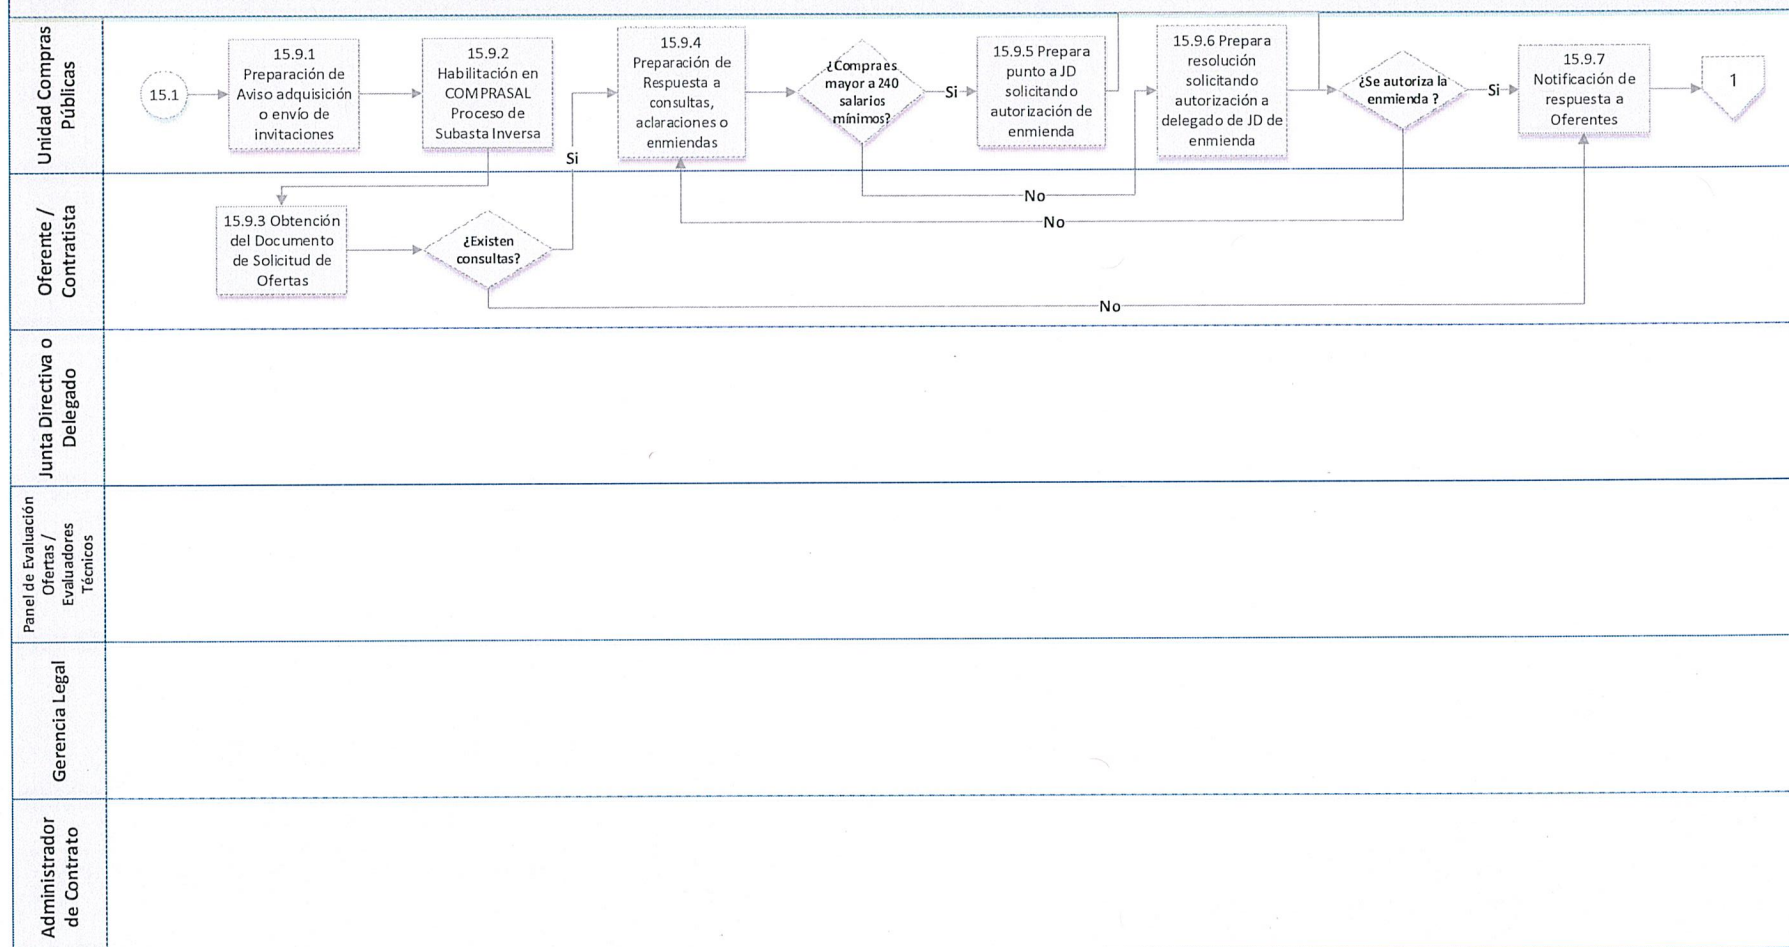 Unidad Compras
Públicas
15.1
15.9.1
Preparación de
Aviso adquisición
o envío de
invitaciones
15.9.2
Habilitación en
COMPRASAL
Proceso de
Subasta Inversa
Si
15.9.4
Preparación de
Respuesta a
consultas,
aclaraciones o
enmiendas
¿Compra es
mayor a 240
salarios
mínimos?
Si
15.9.5 Prepara
punto a JD
solicitando
autorización de
enmienda
15.9.6 Prepara
resolución
solicitando
autorización a
delegado de JD de
enmienda
¿Se autoriza la
enmienda ?
Si
15.9.7
Notificación de
respuesta a
Oferentes
1
Oferente /
Contratista
15.9.3 Obtención
del Documento
de Solicitud de
Ofertas
¿Existen
consultas?
No
No
No
Junta Directiva o
Delegado
Panel de Evaluación
Ofertas /
Evaluadores
Técnicos
Gerencia Legal
Administrador
de Contrato